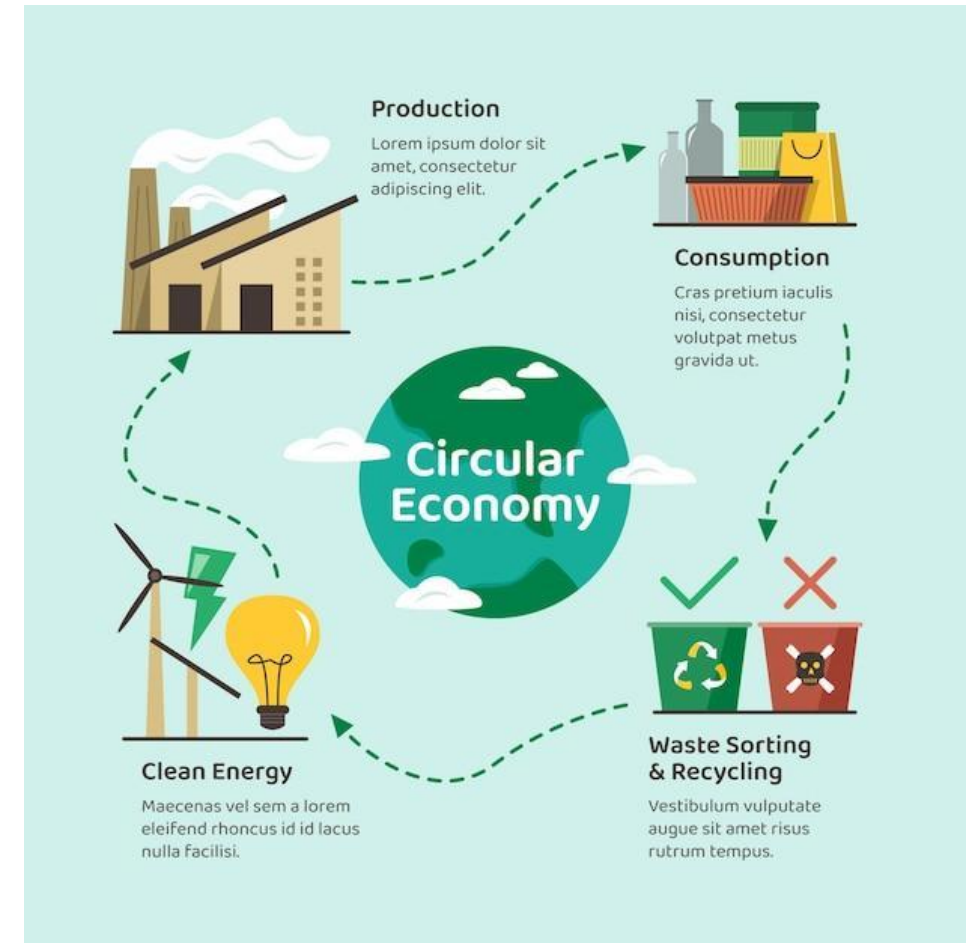 Production
Lorem ipsum dolor sit
amet, consectetur
adipiscing elit.
Consumption
Cras pretium iaculis
nisi, consectetur
volutpat metus
gravida ut.
Circular
Economy
Waste Sorting
& Recycling
Vestibulum vulputate
augue sit amet risus
rutrum tempus.
Clean Energy
Maecenas vel sem a lorem
eleifend rhoncus id id lacus
nulla facilisi.